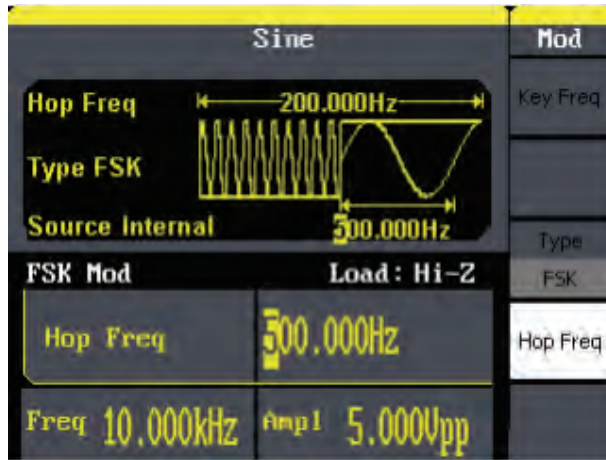 Sine
Mod
Hop Freq
200.000Hz
Key Freq
Type FSK
Source Internal
500.000Hz
Type
FSK Mod
Load: Hi-Z
FSK
Hop Freq
500.000Hz
Hop Freq
Freq 10.000kHz
Ampl 5.000Vpp